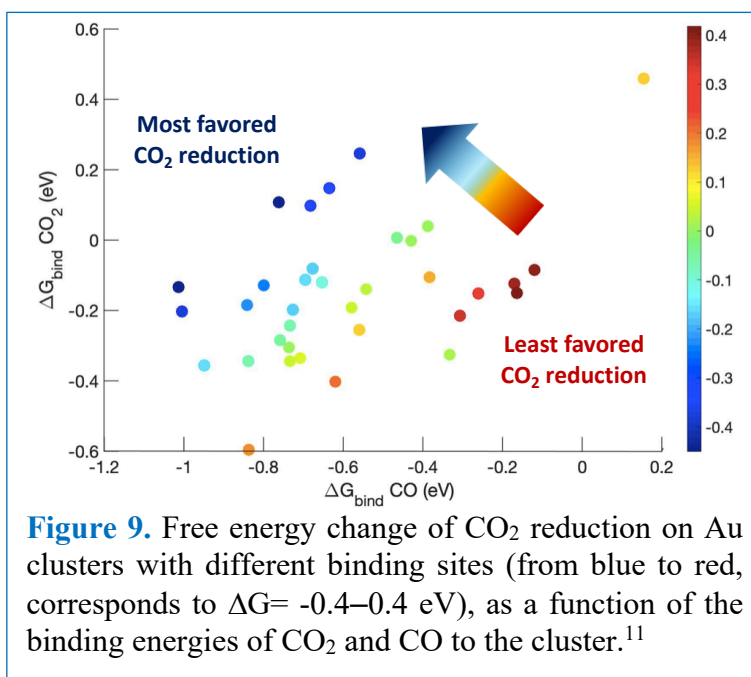 0.6
0.4
0.2
0
-0.2
-0.4
-0.6
ΔG_bind CO₂ (eV)
Most favored
CO₂ reduction
Least favored
CO₂ reduction
-1.2 -1 -0.8 -0.6 -0.4 -0.2 0 0.2
ΔG_bind CO (eV)
0.4
0.3
0.2
0.1
0
-0.1
-0.2
-0.3
-0.4
Figure 9. Free energy change of CO₂ reduction on Au
clusters with different binding sites (from blue to red,
corresponds to ΔG= -0.4–0.4 eV), as a function of the
binding energies of CO₂ and CO to the cluster.¹¹